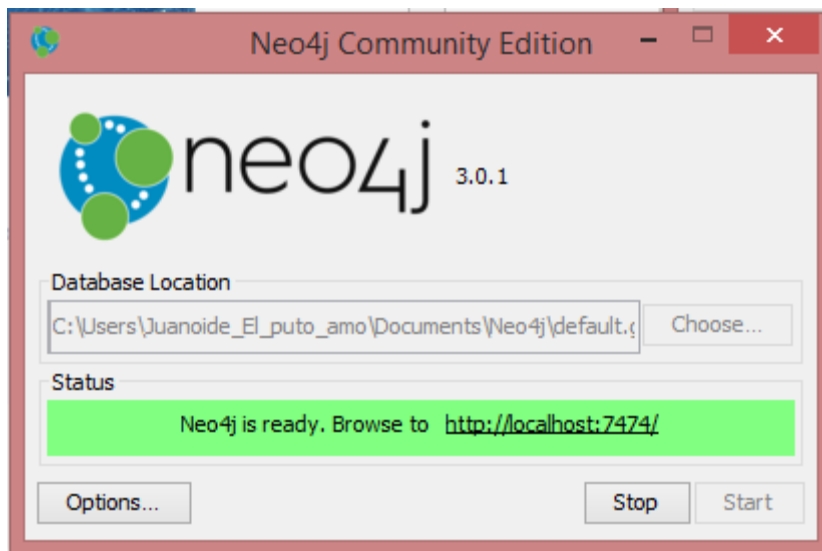 Neo4j Community Edition
neo4j 3.0.1
Database Location
C:\Users\Juanoide_El_puto_amo\Documents\Neo4j\default.g
Choose...
Status
Neo4j is ready. Browse to http://localhost:7474/
Options...
Stop
Start